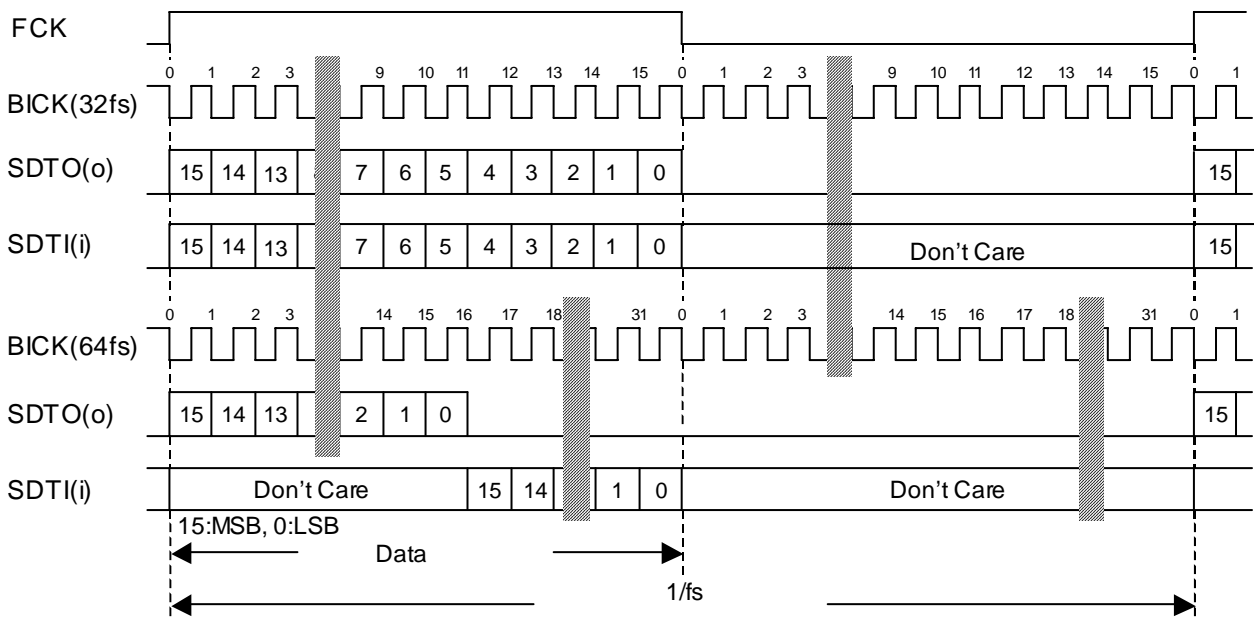 FCK
0 1 2 3 9 10 11 12 13 14 15 0 1 2 3 9 10 11 12 13 14 15 0 1
BICK(32fs)
SDTO(o) 15 14 13 7 6 5 4 3 2 1 0 15
SDTI(i) 15 14 13 7 6 5 4 3 2 1 0 Don't Care 15
0 1 2 3 14 15 16 17 18 31 0 1 2 3 14 15 16 17 18 31 0 1
BICK(64fs)
SDTO(o) 15 14 13 2 1 0 15
SDTI(i) Don't Care 15 14 1 0 Don't Care
15:MSB, 0:LSB
Data
1/fs